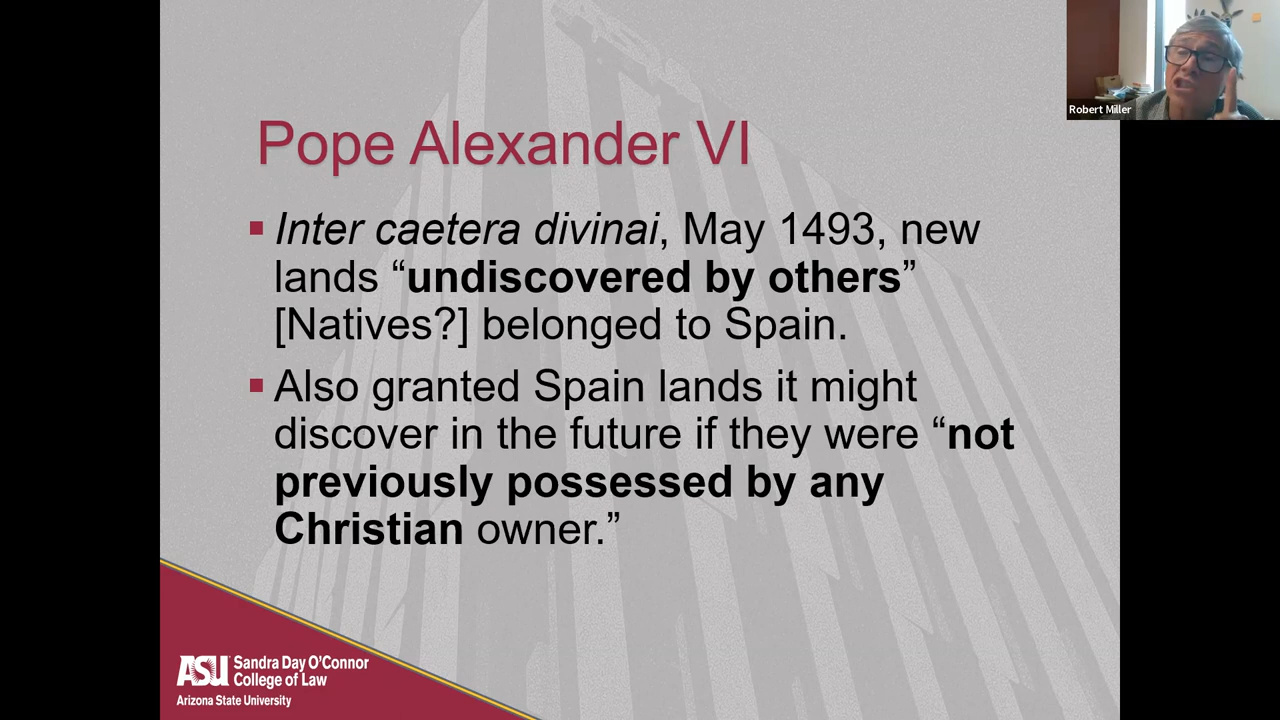 Robert Miller
Pope Alexander VI
▪ Inter caetera divinai, May 1493, new
lands “undiscovered by others”
[Natives?] belonged to Spain.
▪ Also granted Spain lands it might
discover in the future if they were “not
previously possessed by any
Christian owner.”
ASU Sandra Day O’Connor
College of Law
Arizona State University